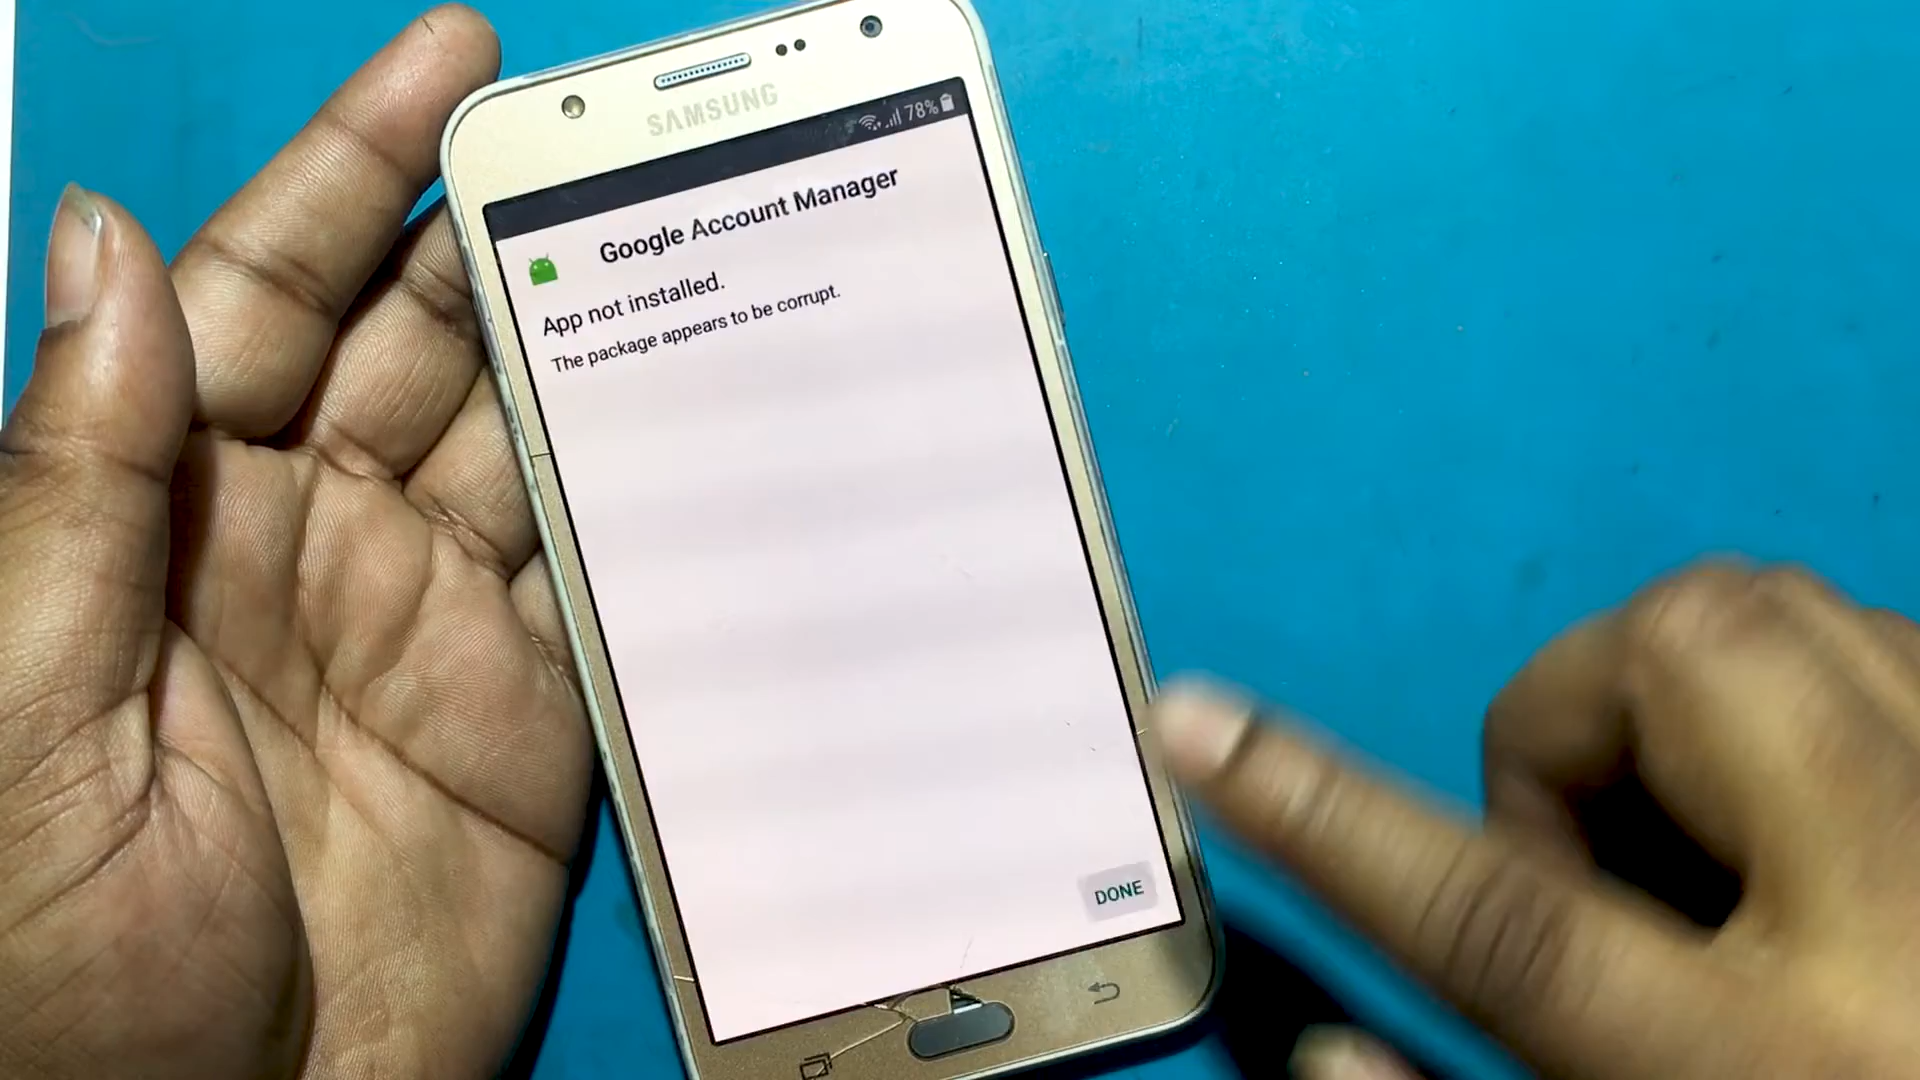 SAMSUNG
78%
Google Account Manager
App not installed.
The package appears to be corrupt.
DONE